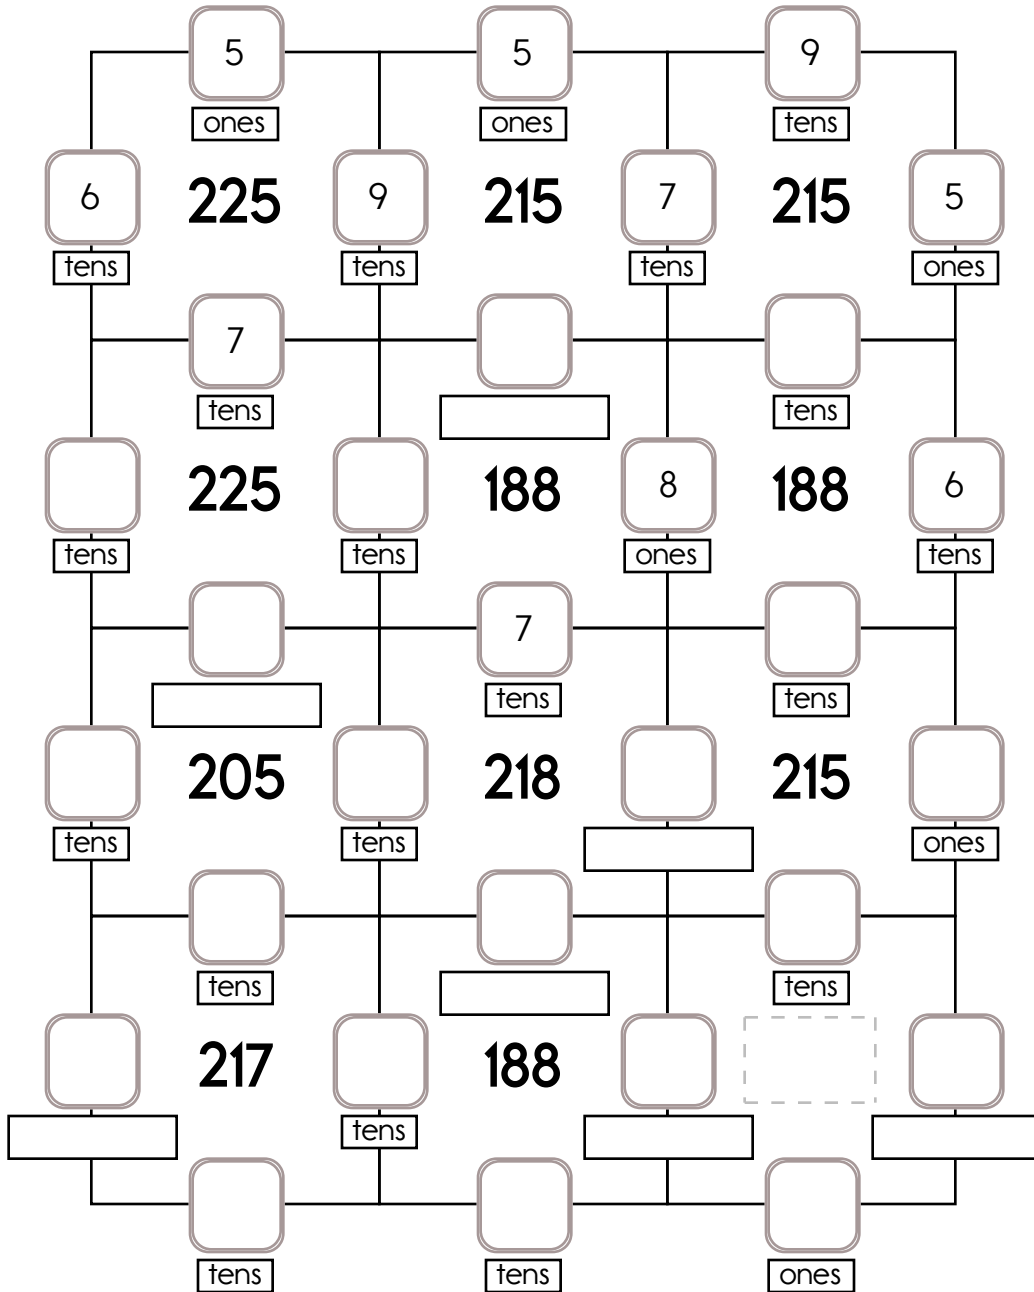 5 5 9
ones ones tens
6 225 9 215 7 215 5
tens tens tens ones
7
tens tens
225 188 8 188 6
tens tens ones tens
7
tens tens
205 218 215
tens tens ones
tens tens
217 188
tens
tens tens ones